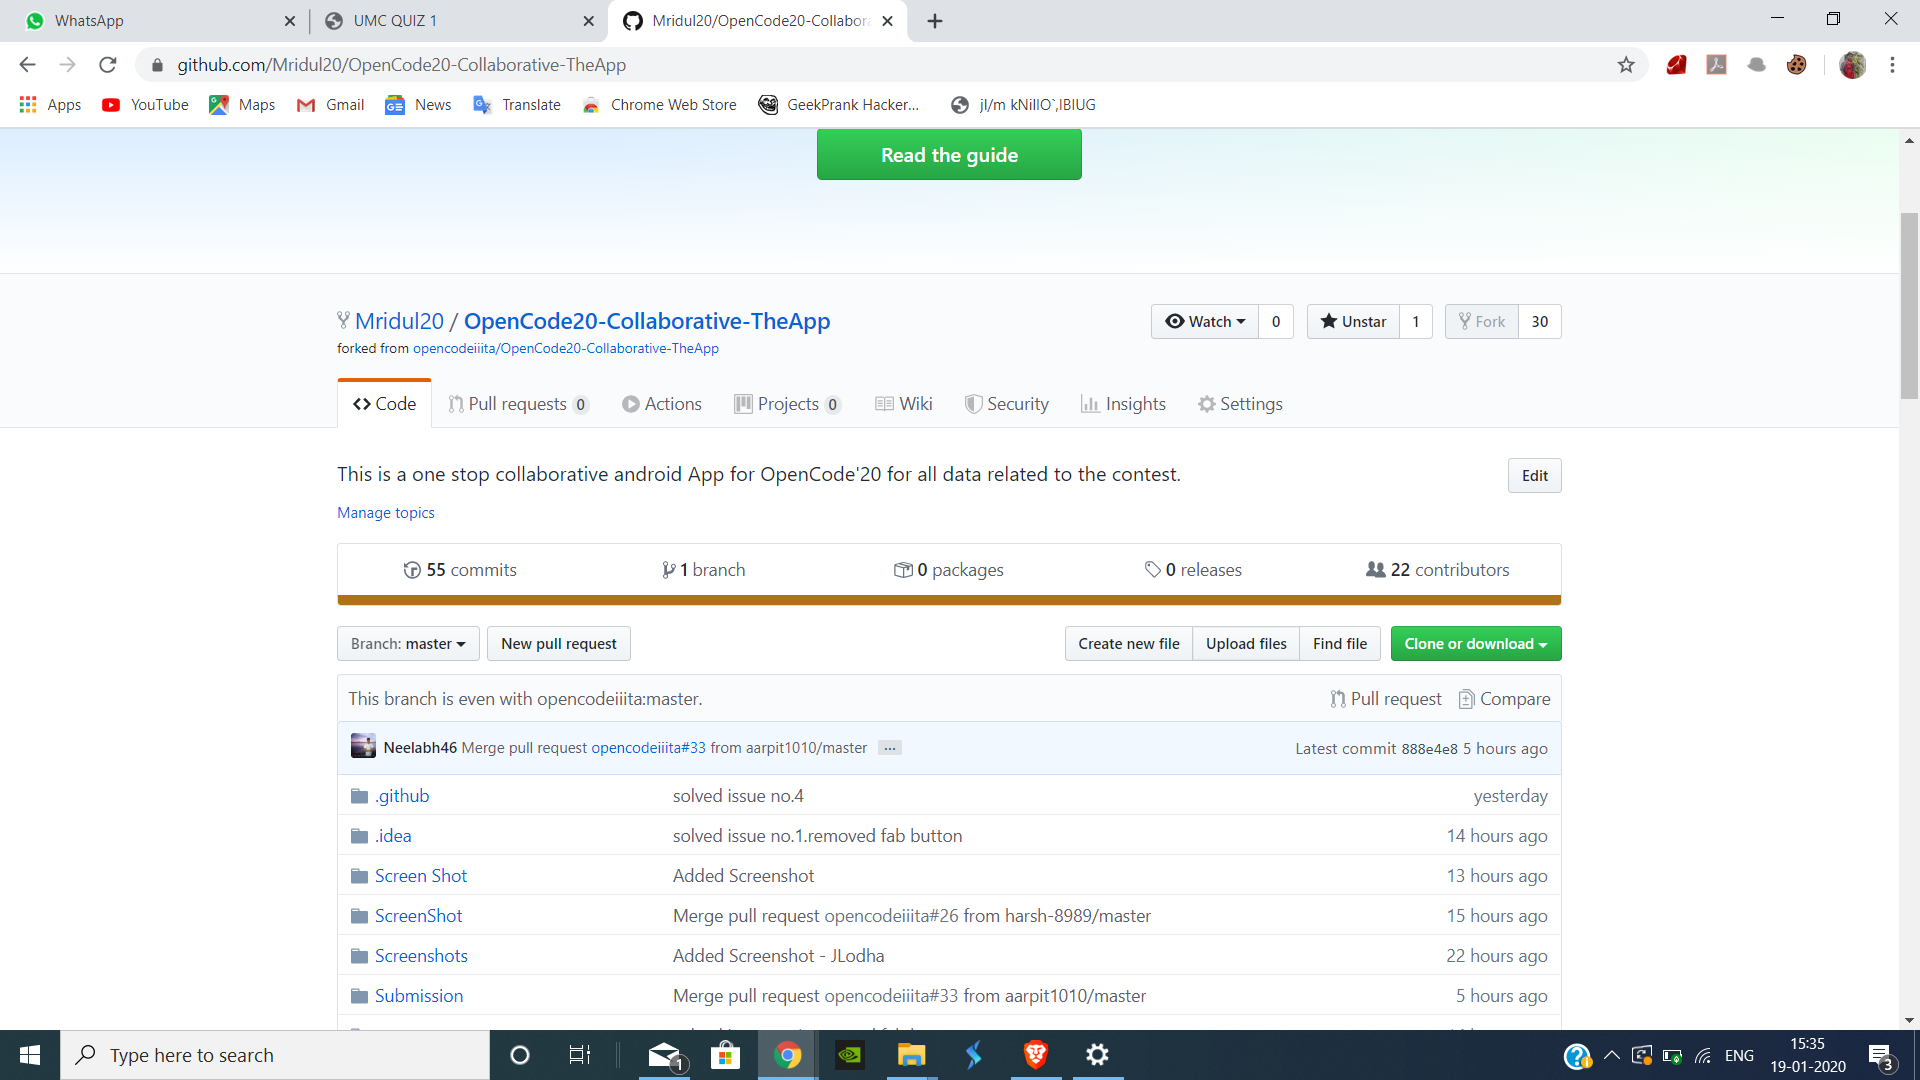 WhatsApp
UMC QUIZ 1
Mridul20/OpenCode20-Collabora
github.com/Mridul20/OpenCode20-Collaborative-TheApp
Apps YouTube Maps Gmail News Translate Chrome Web Store GeekPrank Hacker... jl/m kNillO`,lBIUG
Read the guide
Mridul20 / OpenCode20-Collaborative-TheApp
Watch 0 Unstar 1 Fork 30
forked from opencodeiiita/OpenCode20-Collaborative-TheApp
Code Pull requests 0 Actions Projects 0 Wiki Security Insights Settings
This is a one stop collaborative android App for OpenCode'20 for all data related to the contest.
Edit
Manage topics
55 commits 1 branch 0 packages 0 releases 22 contributors
Branch: master New pull request Create new file Upload files Find file Clone or download
This branch is even with opencodeiiita:master. Pull request Compare
Neelabh46 Merge pull request opencodeiiita#33 from aarpit1010/master ... Latest commit 888e4e8 5 hours ago
.github solved issue no.4 yesterday
.idea solved issue no.1.removed fab button 14 hours ago
Screen Shot Added Screenshot 13 hours ago
ScreenShot Merge pull request opencodeiiita#26 from harsh-8989/master 15 hours ago
Screenshots Added Screenshot - JLodha 22 hours ago
Submission Merge pull request opencodeiiita#33 from aarpit1010/master 5 hours ago
Type here to search
1
ENG
15:35
19-01-2020
3